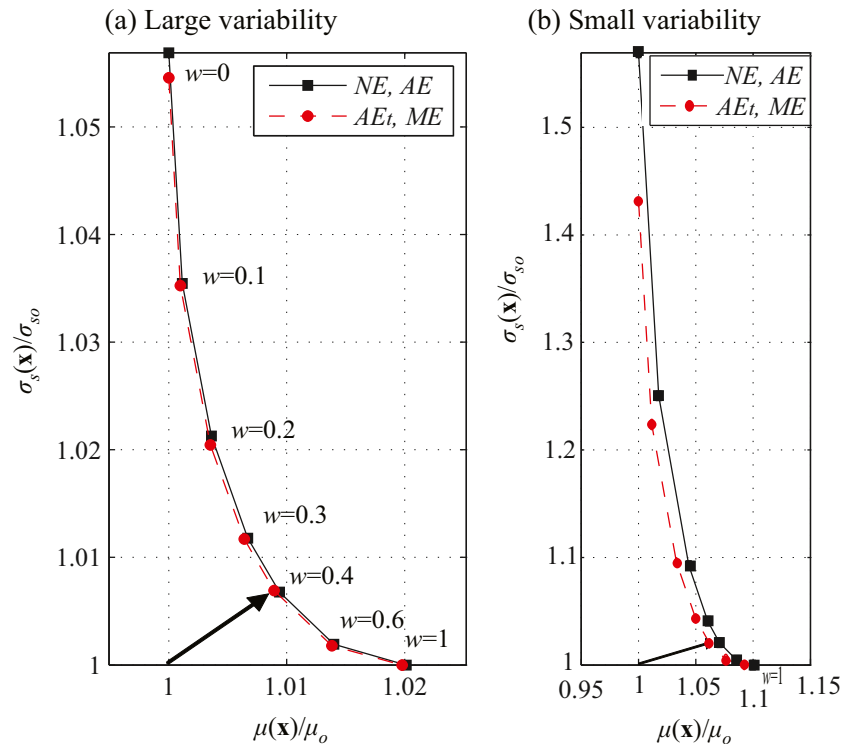 (a) Large variability
(b) Small variability
w=0
NE, AE
AEt, ME
1.05
w=0.1
1.04
1.03
w=0.2
1.02
w=0.3
1.01
w=0.4
w=0.6
w=1
1
1
1.01
1.02
σs(x)/σso
μ(x)/μo
NE, AE
AEt, ME
1.5
1.4
1.3
1.2
1.10
1
w=1
0.95
1
1.05
1.1
1.15
σs(x)/σso
μ(x)/μo